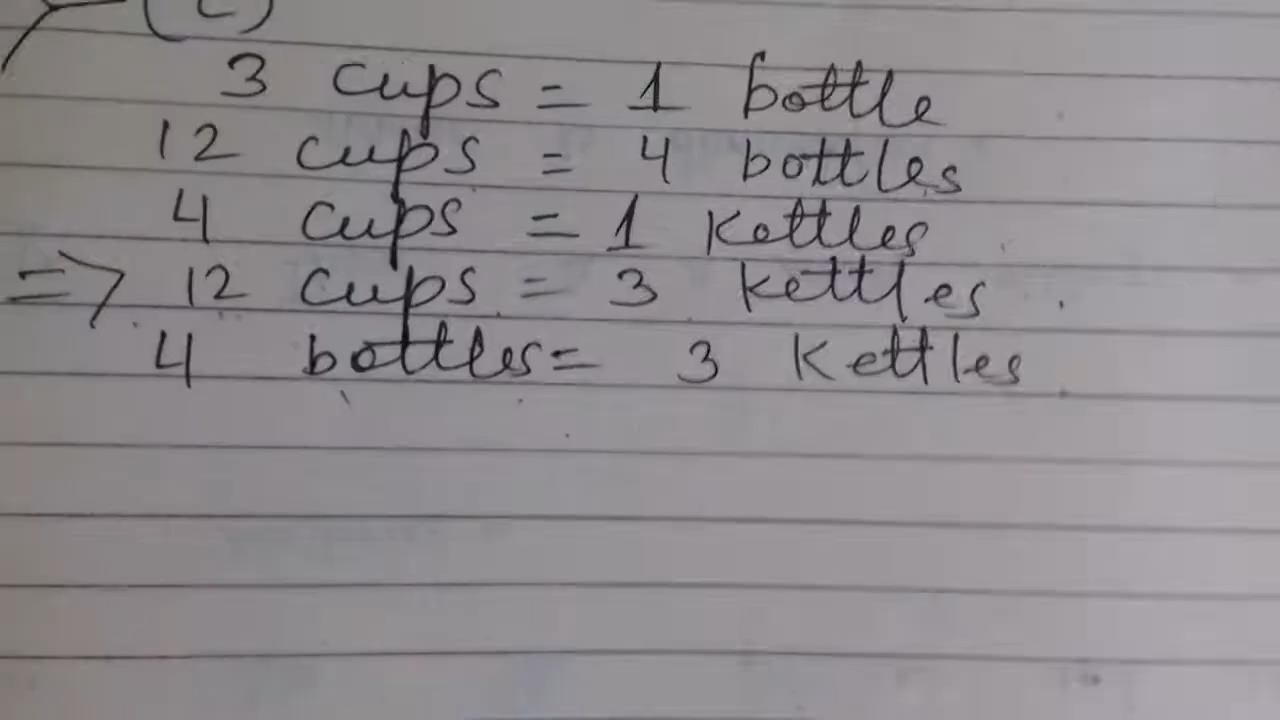 (c)
3 cups = 1 bottle
12 cups = 4 bottles
4 cups = 1 Kettles
=> 12 cups = 3 kettles .
4 bottles = 3 Kettles